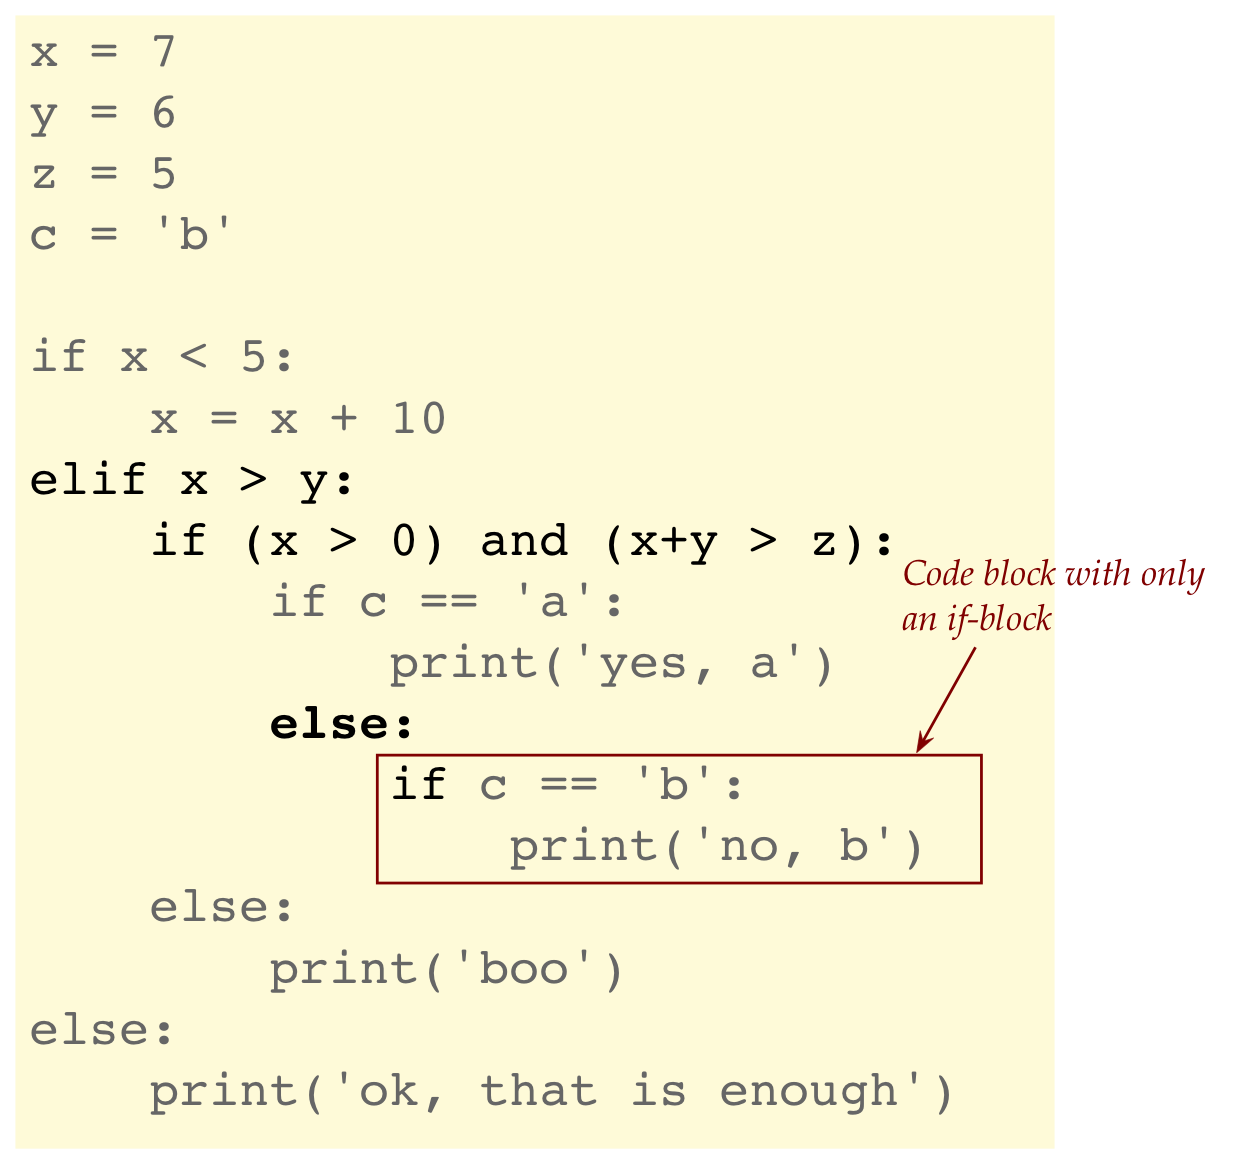 x = 7
y = 6
z = 5
c = 'b'

if x < 5:
    x = x + 10
elif x > y:
    if (x > 0) and (x+y > z):
        if c == 'a':
            print('yes, a')
        else:
            if c == 'b':
                print('no, b')
    else:
        print('boo')
else:
    print('ok, that is enough')
Code block with only
an if-block